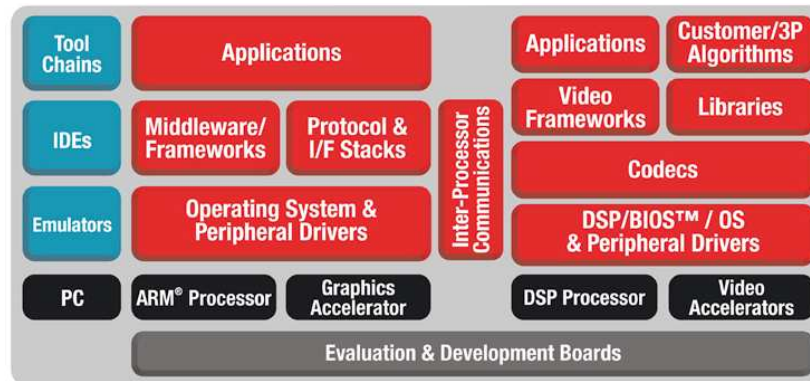 Tool
Chains
Applications
Applications
Customer/3P
Algorithms
IDEs
Middleware/
Frameworks
Protocol &
I/F Stacks
Inter-Processor
Communications
Video
Frameworks
Libraries
Codecs
Emulators
Operating System &
Peripheral Drivers
DSP/BIOS™ / OS
& Peripheral Drivers
PC
ARM® Processor
Graphics
Accelerator
DSP Processor
Video
Accelerators
Evaluation & Development Boards